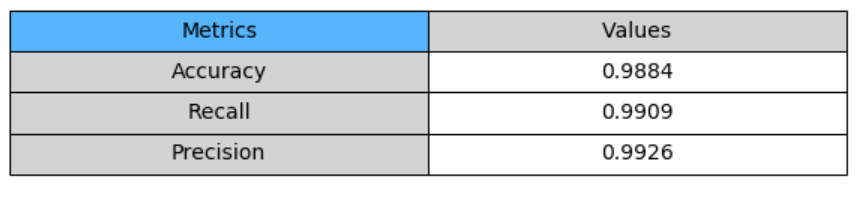 Metrics Values
Accuracy 0.9884
Recall 0.9909
Precision 0.9926